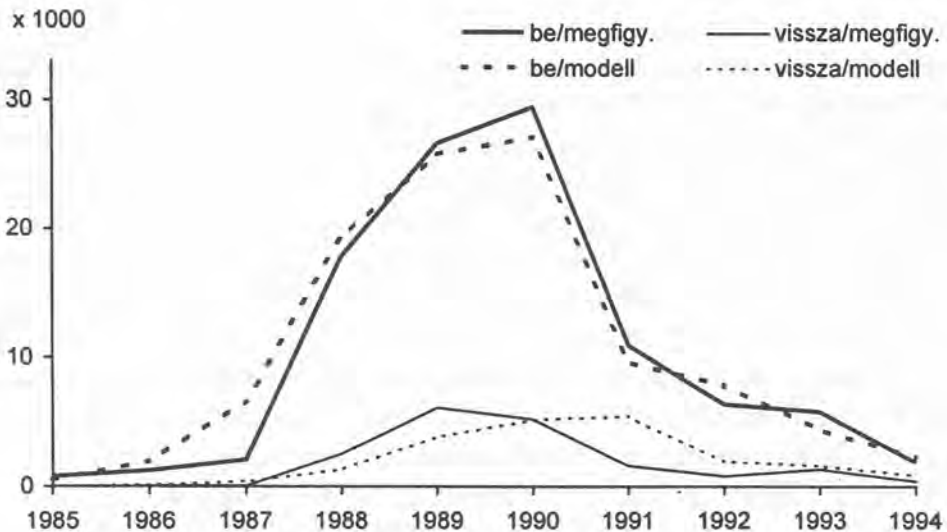 x 1000
be/megfigy. vissza/megfigy.
be/modell vissza/modell
30
20
10
0
1985 1986 1987 1988 1989 1990 1991 1992 1993 1994